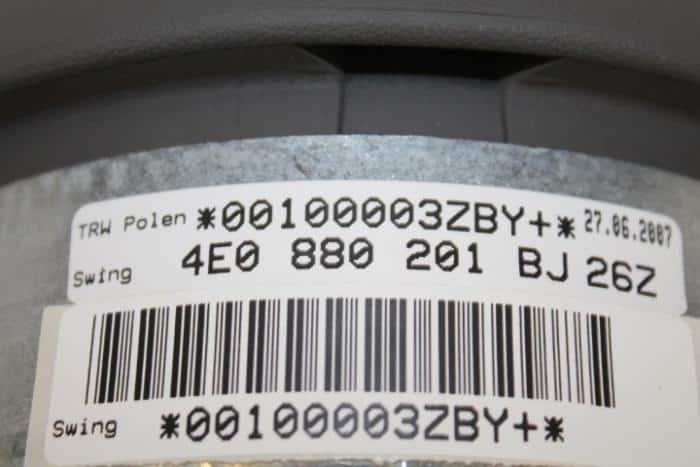 TRW Polen *00100003ZBY+* 27.06.2007
Swing 4E0 880 201 BJ 26Z
Swing *00100003ZBY+*